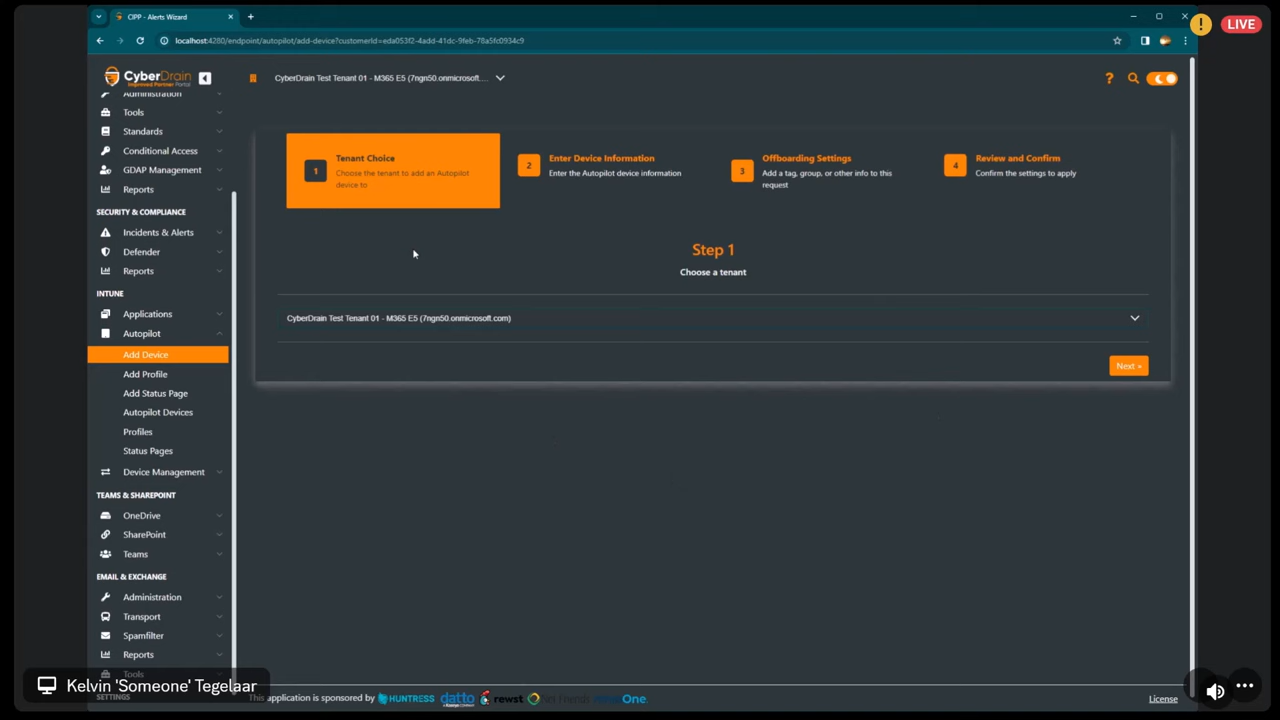 CIPP - Alerts Wizard
LIVE
localhost:4280/endpoint/autopilot/add-device?customerId=eda053f2-4add-41dc-9feb-78a5fc0934c9
CyberDrain
Improved Partner Portal
CyberDrain Test Tenant 01 - M365 E5 (7ngn50.onmicrosoft....
Administration
Tools
Standards
Conditional Access
GDAP Management
Reports
SECURITY & COMPLIANCE
Incidents & Alerts
Defender
Reports
INTUNE
Applications
Autopilot
Add Device
Add Profile
Add Status Page
Autopilot Devices
Profiles
Status Pages
Device Management
TEAMS & SHAREPOINT
OneDrive
SharePoint
Teams
EMAIL & EXCHANGE
Administration
Transport
Spamfilter
Reports
Tools
SETTINGS
1
Tenant Choice
Choose the tenant to add an Autopilot
device to
2
Enter Device Information
Enter the Autopilot device information
3
Offboarding Settings
Add a tag, group, or other info to this
request
4
Review and Confirm
Confirm the settings to apply
Step 1
Choose a tenant
CyberDrain Test Tenant 01 - M365 E5 (7ngn50.onmicrosoft.com)
Next »
Kelvin 'Someone' Tegelaar
This application is sponsored by HUNTRESS datto rewst One.
License